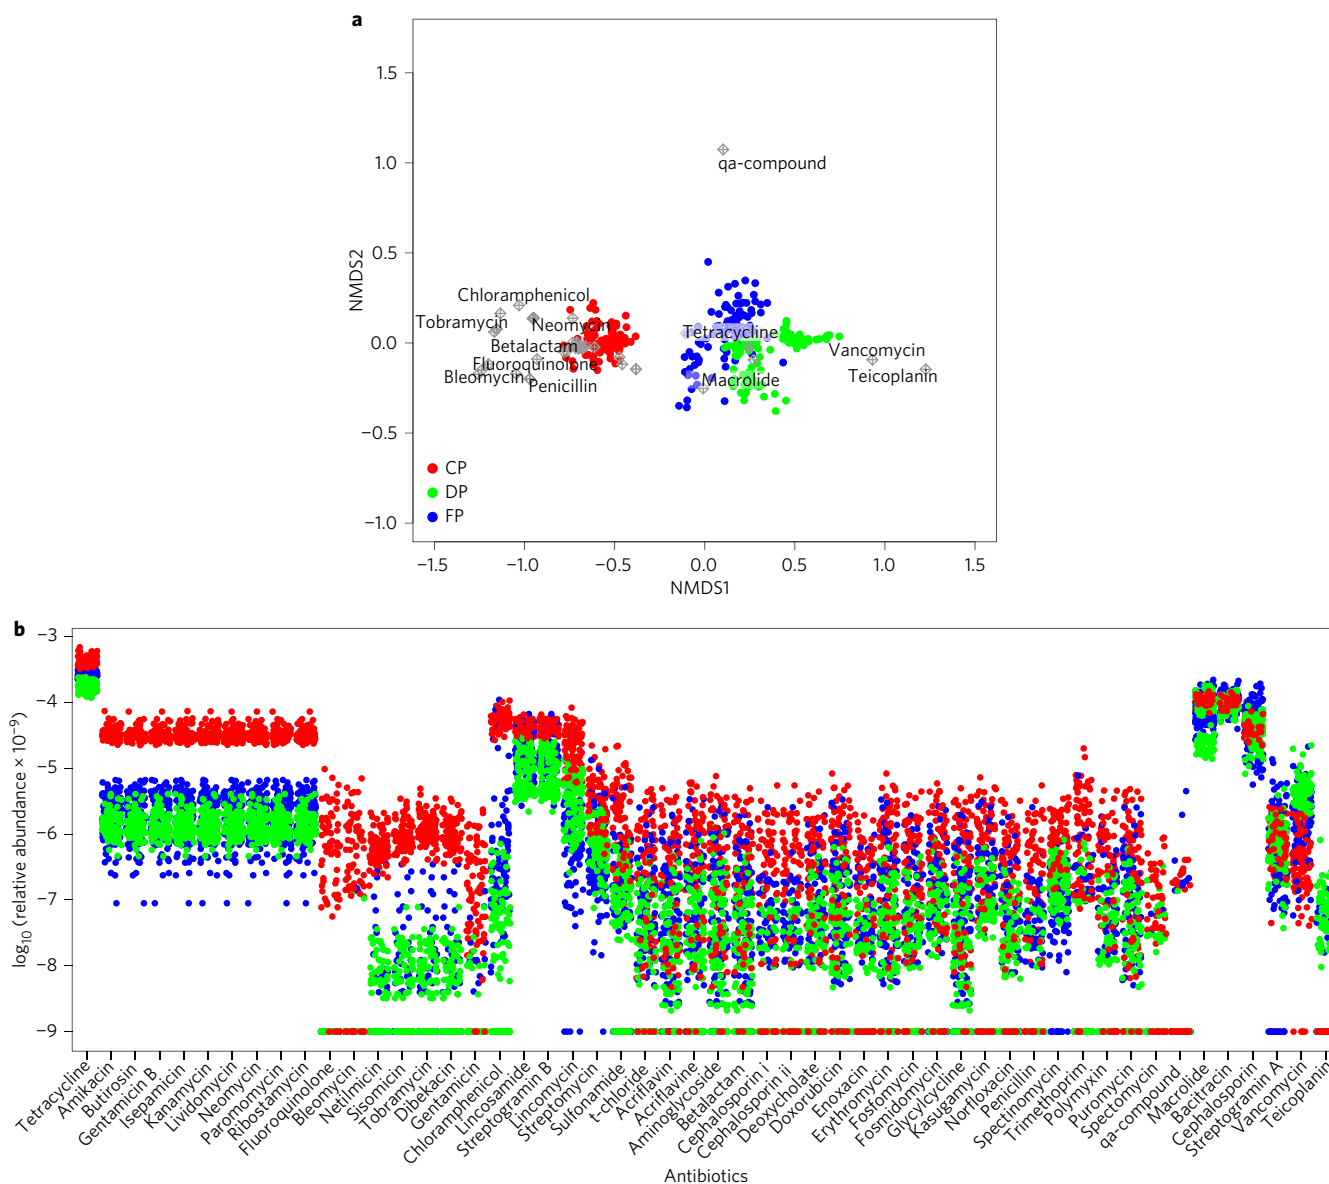 a
1.5
1.0
0.5
0.0
−0.5
−1.0
NMDS2
qa-compound
Chloramphenicol
Tobramycin
Neomycin
Betalactam
Fluoroquinolone
Bleomycin
Penicillin
Tetracycline
Macrolide
Vancomycin
Teicoplanin
CP
DP
FP
−1.5
−1.0
−0.5
0.0
0.5
1.0
1.5
NMDS1
b
−3
−4
−5
−6
−7
−8
−9
log10 (relative abundance × 10−9)
Tetracycline
Amikacin
Butirosin
Gentamicin B
Isepamicin
Kanamycin
Lividomycin
Neomycin
Paromomycin
Ribostamycin
Fluoroquinolone
Bleomycin
Netilmicin
Sisomicin
Tobramycin
Dibekacin
Gentamicin
Chloramphenicol
Lincosamide
Streptogramin B
Lincomycin
Streptomycin
Sulfonamide
t-chloride
Acriflavin
Acriflavine
Aminoglycoside
Betalactam
Cephalosporin i
Cephalosporin ii
Deoxycholate
Doxorubicin
Enoxacin
Erythromycin
Fosfomycin
Fosmidomycin
Glycylcycline
Kasugamycin
Norfloxacin
Penicillin
Spectinomycin
Trimethoprim
Polymyxin
Puromycin
Spectomycin
qa-compound
Macrolide
Bacitracin
Cephalosporin
Streptogramin A
Vancomycin
Teicoplanin
Antibiotics